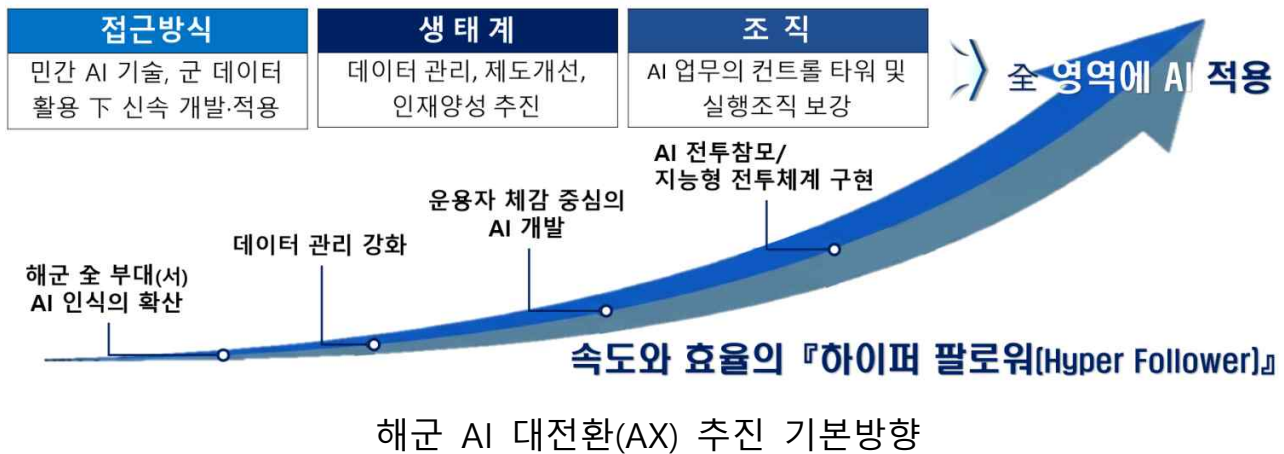 접근방식
민간 AI 기술, 군 데이터
활용 下 신속 개발·적용
생 태 계
데이터 관리, 제도개선,
인재양성 추진
조 직
AI 업무의 컨트롤 타워 및
실행조직 보강
全 영역에 AI 적용
AI 전투참모/
지능형 전투체계 구현
운용자 체감 중심의
AI 개발
데이터 관리 강화
해군 全 부대(서)
AI 인식의 확산
속도와 효율의 『하이퍼 팔로워(Hyper Follower)』
해군 AI 대전환(AX) 추진 기본방향